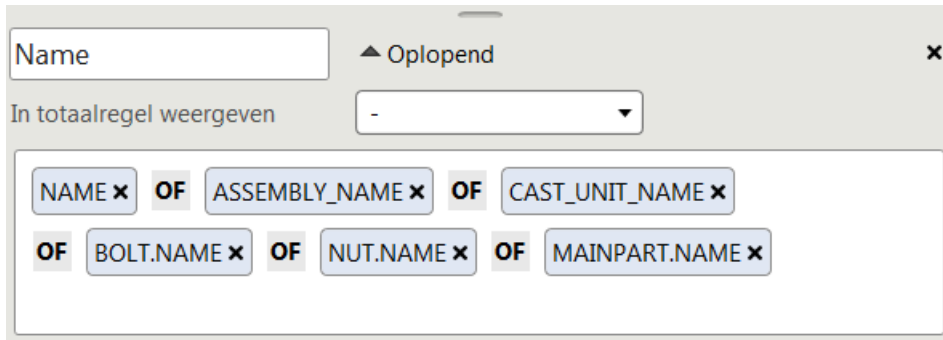 Name Oplopend
In totaalregel weergeven -
NAME OF ASSEMBLY_NAME OF CAST_UNIT_NAME
OF BOLT.NAME OF NUT.NAME OF MAINPART.NAME